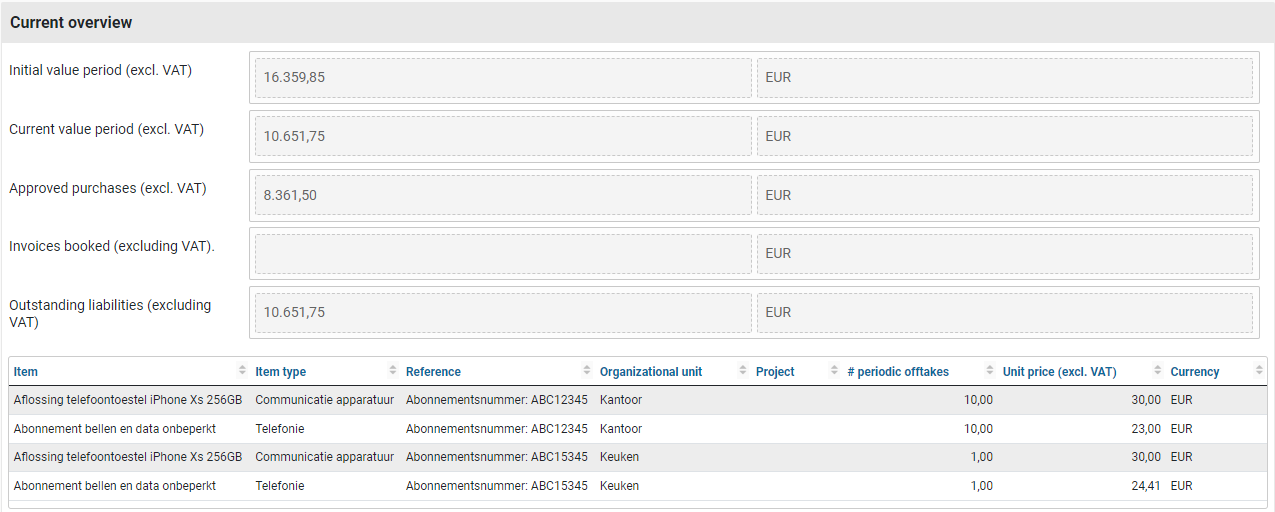 Current overview
Initial value period (excl. VAT) 16.359,85 EUR
Current value period (excl. VAT) 10.651,75 EUR
Approved purchases (excl. VAT) 8.361,50 EUR
Invoices booked (excluding VAT). EUR
Outstanding liabilities (excluding
VAT) 10.651,75 EUR
Item Item type Reference Organizational unit Project # periodic offtakes Unit price (excl. VAT) Currency
Aflossing telefoontoestel iPhone Xs 256GB Communicatie apparatuur Abonnementsnummer: ABC12345 Kantoor 10,00 30,00 EUR
Abonnement bellen en data onbeperkt Telefonie Abonnementsnummer: ABC12345 Kantoor 10,00 23,00 EUR
Aflossing telefoontoestel iPhone Xs 256GB Communicatie apparatuur Abonnementsnummer: ABC15345 Keuken 1,00 30,00 EUR
Abonnement bellen en data onbeperkt Telefonie Abonnementsnummer: ABC15345 Keuken 1,00 24,41 EUR